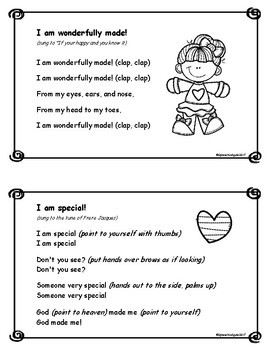 I am wonderfully made!
(sung to "If your happy and you know it)
I am wonderfully made! (clap, clap)
I am wonderfully made! (clap, clap)
From my eyes, ears, and nose,
From my head to my toes,
I am wonderfully made! (clap, clap)
I am special!
(sung to the tune of Frere Jacques)
I am special (point to yourself with thumbs)
I am special
Don't you see? (put hands over brows as if looking)
Don't you see?
Someone very special (hands out to the side, palms up)
Someone very special
God (point to heaven) made me (point to yourself)
God made me!